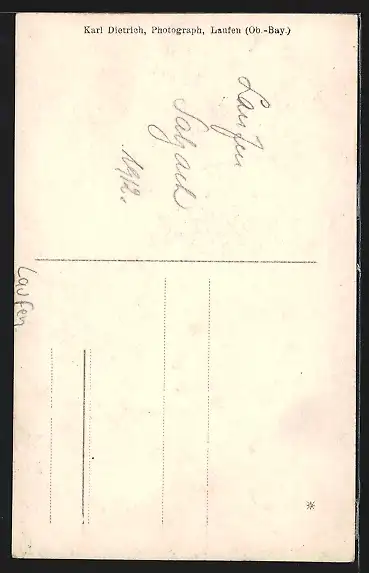 Karl Dietrich, Photograph, Laufen (Ob.-Bay.)
Laufen
Salzach
1912.
Laufen